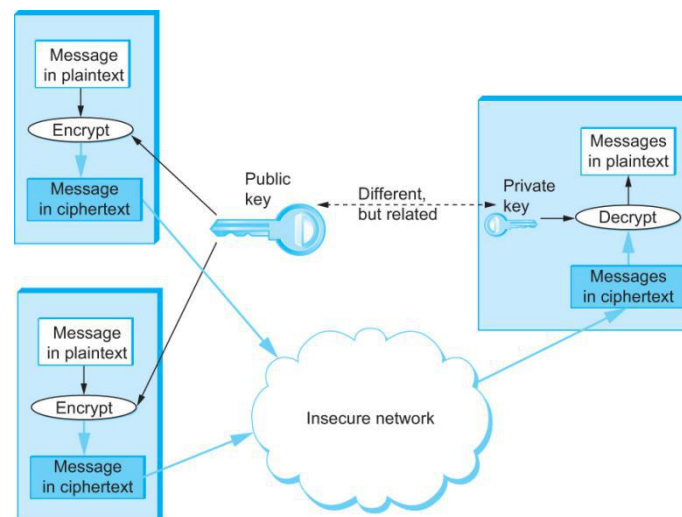 Message
in plaintext
Encrypt
Message
in ciphertext
Public
key
Different,
but related
Private
key
Messages
in plaintext
Decrypt
Messages
in ciphertext
Message
in plaintext
Encrypt
Message
in ciphertext
Insecure network